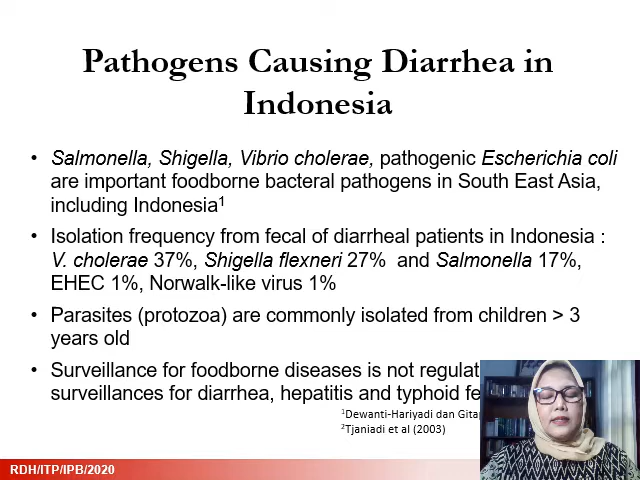 Pathogens Causing Diarrhea in
Indonesia
• Salmonella, Shigella, Vibrio cholerae, pathogenic Escherichia coli
are important foodborne bacteral pathogens in South East Asia,
including Indonesia¹
• Isolation frequency from fecal of diarrheal patients in Indonesia :
V. cholerae 37%, Shigella flexneri 27% and Salmonella 17%,
EHEC 1%, Norwalk-like virus 1%
• Parasites (protozoa) are commonly isolated from children > 3
years old
• Surveillance for foodborne diseases is not
surveillances for diarrhea, hepatitis and typhoid
¹Dewanti-Hariyadi dan
²Tjaniadi et al (2003)
RDH/ITP/IPB/2020